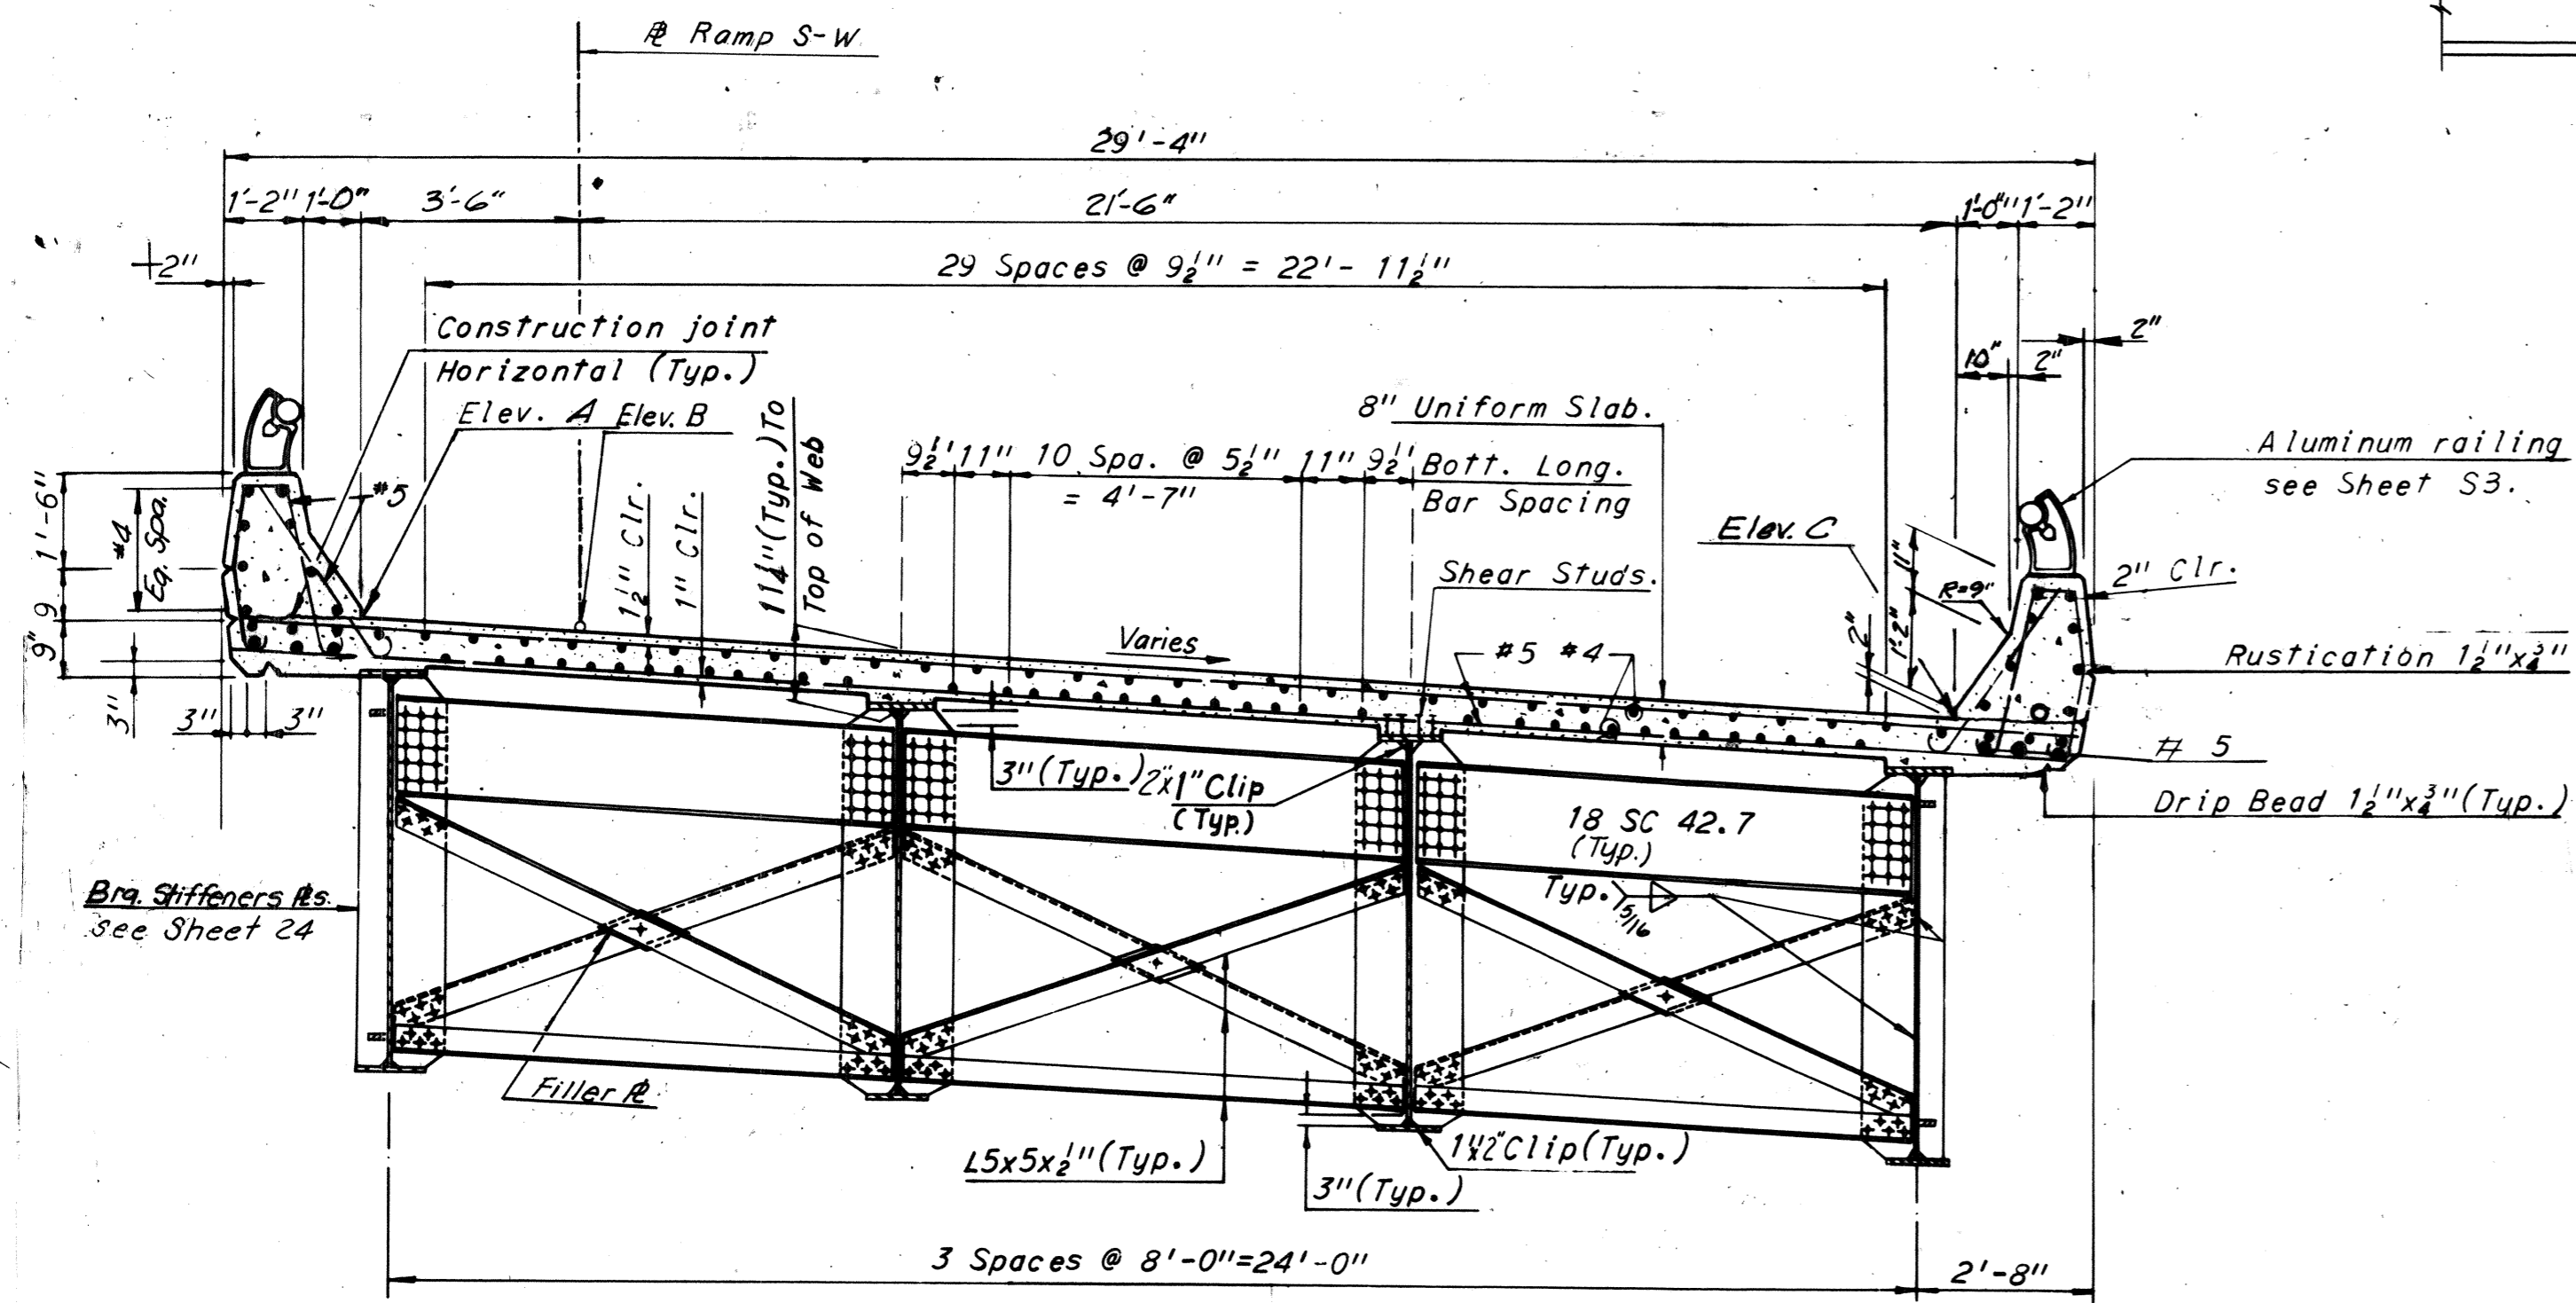 ⅊ Ramp S-W
29'-4"
1'-2" 1'-0" 3'-6" 21'-6" 1'-0" 1'-2"
2"
29 Spaces @ 9½" = 22'-11½"
Construction joint
Horizontal (Typ.)
Elev. A Elev. B
11¼" (Typ.) To
Top of Web
8" Uniform Slab.
9½" 11" 10 Spa. @ 5½" 11" 9½" Bott. Long.
= 4'-7" Bar Spacing
10" 2" 2"
Aluminum railing
see Sheet S3.
1'-6"
9
9"
#4
Eq. Spa.
#5
1½" Clr.
1" Clr.
Elev. C
Shear Studs.
11"
R=9"
2" Clr.
2"
1'-2"
Varies
#5 #4
Rustication 1½"x¾"
3"
3" 3"
# 5
3" (Typ.) 2"x1" Clip
(Typ.)
18 SC 42.7
(Typ.)
Drip Bead 1½"x¾" (Typ.)
Typ. 5/16
Brg. Stiffeners ⅊s.
see Sheet 24
Filler ⅊
L5x5x½" (Typ.)
1"x2" Clip (Typ.)
3" (Typ.)
3 Spaces @ 8'-0"=24'-0"
2'-8"